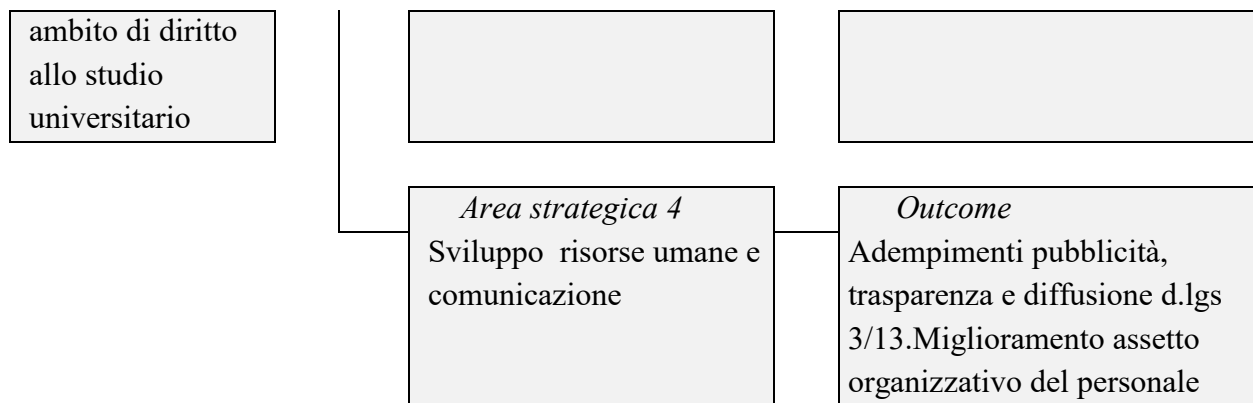 ambito di diritto
allo studio
universitario
Area strategica 4
Sviluppo  risorse umane e
comunicazione
Outcome
Adempimenti pubblicità,
trasparenza e diffusione d.lgs
3/13.Miglioramento assetto
organizzativo del personale